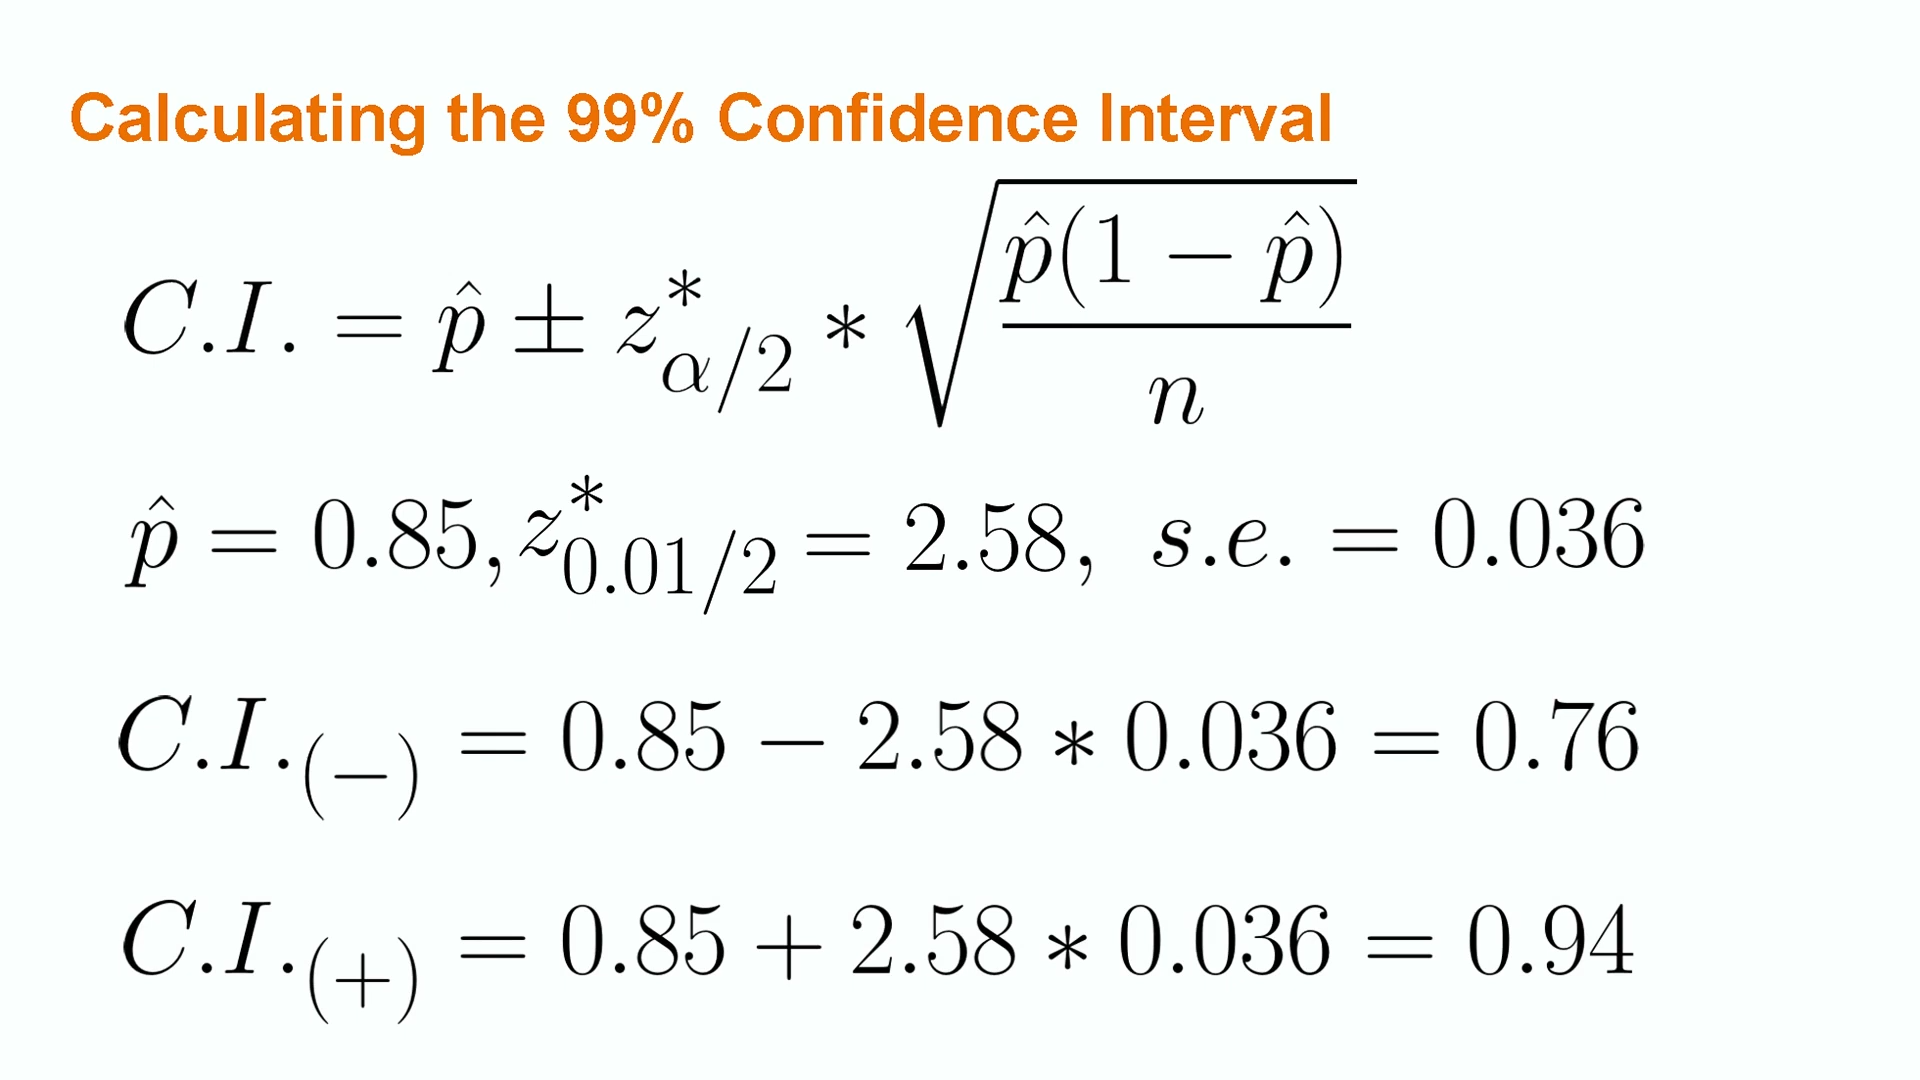 Calculating the 99% Confidence Interval
C.I. = p̂ ± z*_{α/2} * √(p̂(1 − p̂)/n)
p̂ = 0.85, z*_{0.01/2} = 2.58, s.e. = 0.036
C.I.₍₋₎ = 0.85 − 2.58 * 0.036 = 0.76
C.I.₍₊₎ = 0.85 + 2.58 * 0.036 = 0.94